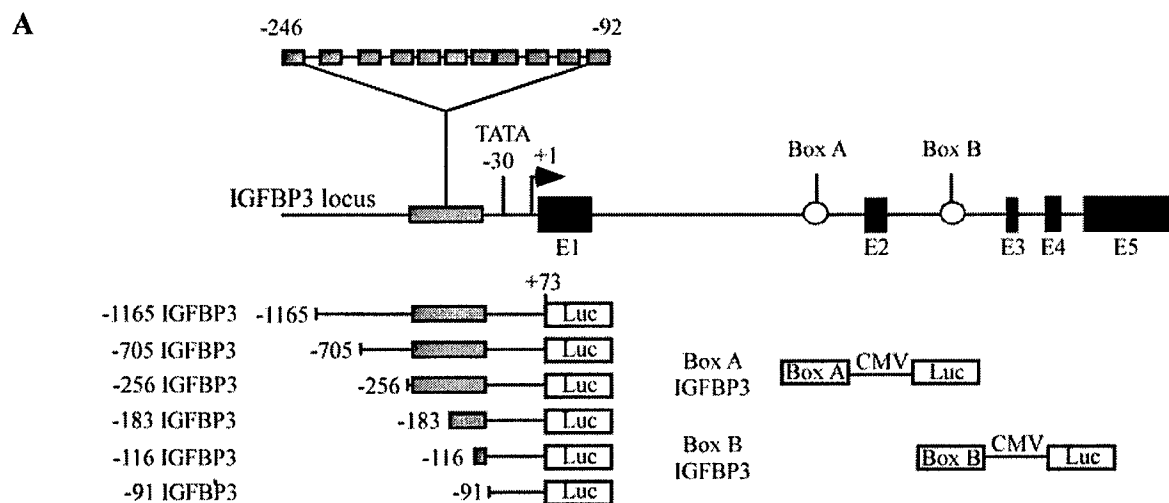 A
-246 -92
TATA
-30 +1
Box A Box B
IGFBP3 locus
E1 E2 E3 E4 E5
+73
-1165 IGFBP3 -1165 Luc
-705 IGFBP3 -705 Luc
-256 IGFBP3 -256 Luc
-183 IGFBP3 -183 Luc
-116 IGFBP3 -116 Luc
-91 IGFBP3 -91 Luc
Box A
IGFBP3
Box A CMV Luc
Box B
IGFBP3
Box B CMV Luc